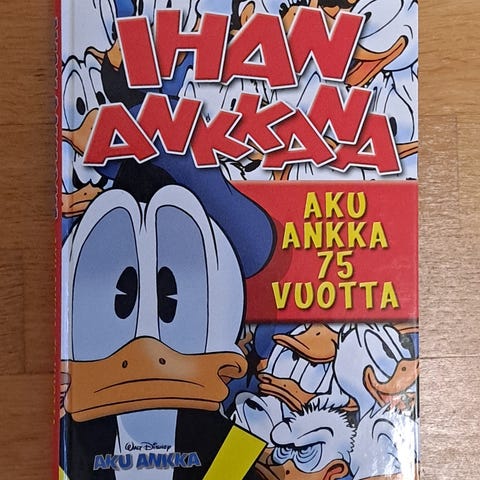 IHAN
ANKKANA
AKU
ANKKA
75
VUOTTA
WALT DISNEY
AKU ANKKA